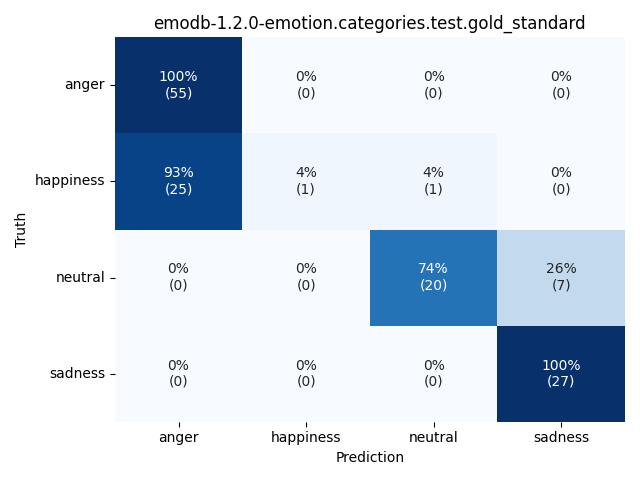 emodb-1.2.0-emotion.categories.test.gold_standard
Truth
anger
100% 0% 0% 0%
(55) (0) (0) (0)
happiness
93% 4% 4% 0%
(25) (1) (1) (0)
neutral
0% 0% 74% 26%
(0) (0) (20) (7)
sadness
0% 0% 0% 100%
(0) (0) (0) (27)
anger happiness neutral sadness
Prediction